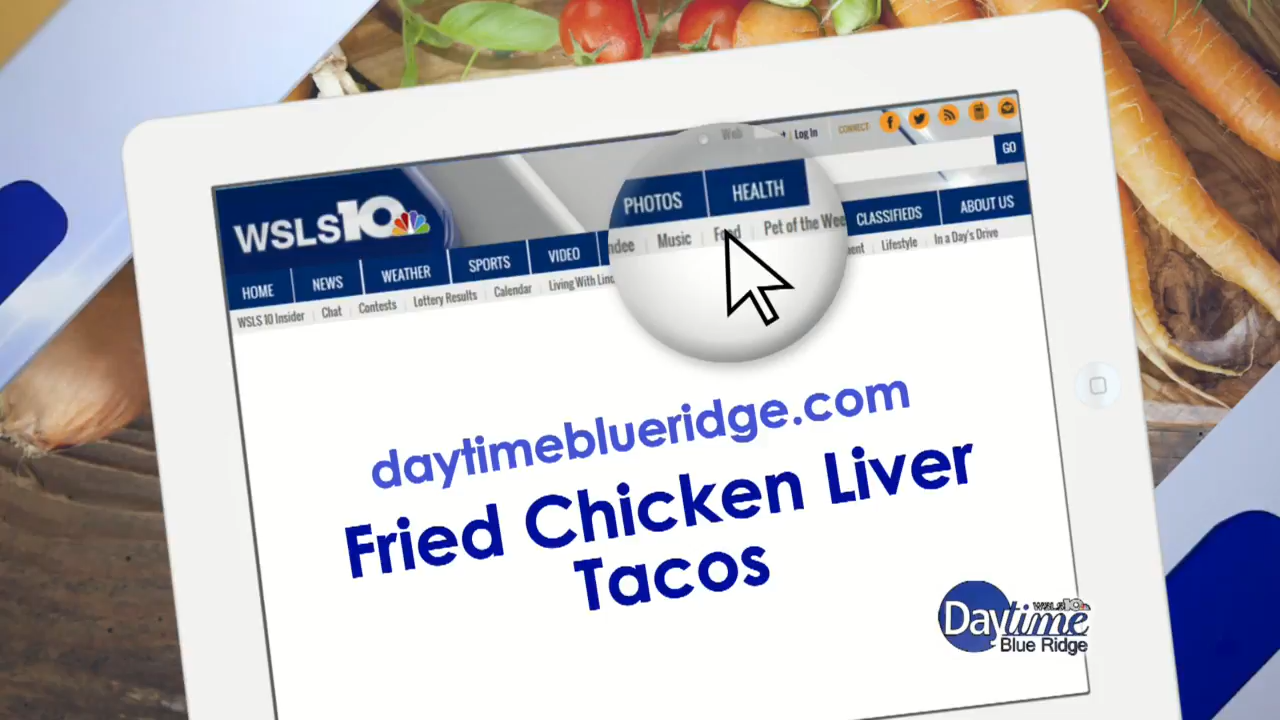 Web | Log In CONNECT:
GO
WSLS10
HOME NEWS WEATHER SPORTS VIDEO PHOTOS HEALTH CLASSIFIEDS ABOUT US
WSLS 10 Insider | Chat | Contests | Lottery Results | Calendar | Music | Food | Pet of the | Lifestyle | In a Day's Drive
daytimeblueridge.com
Fried Chicken Liver
Tacos
WSLS10
Daytime
Blue Ridge